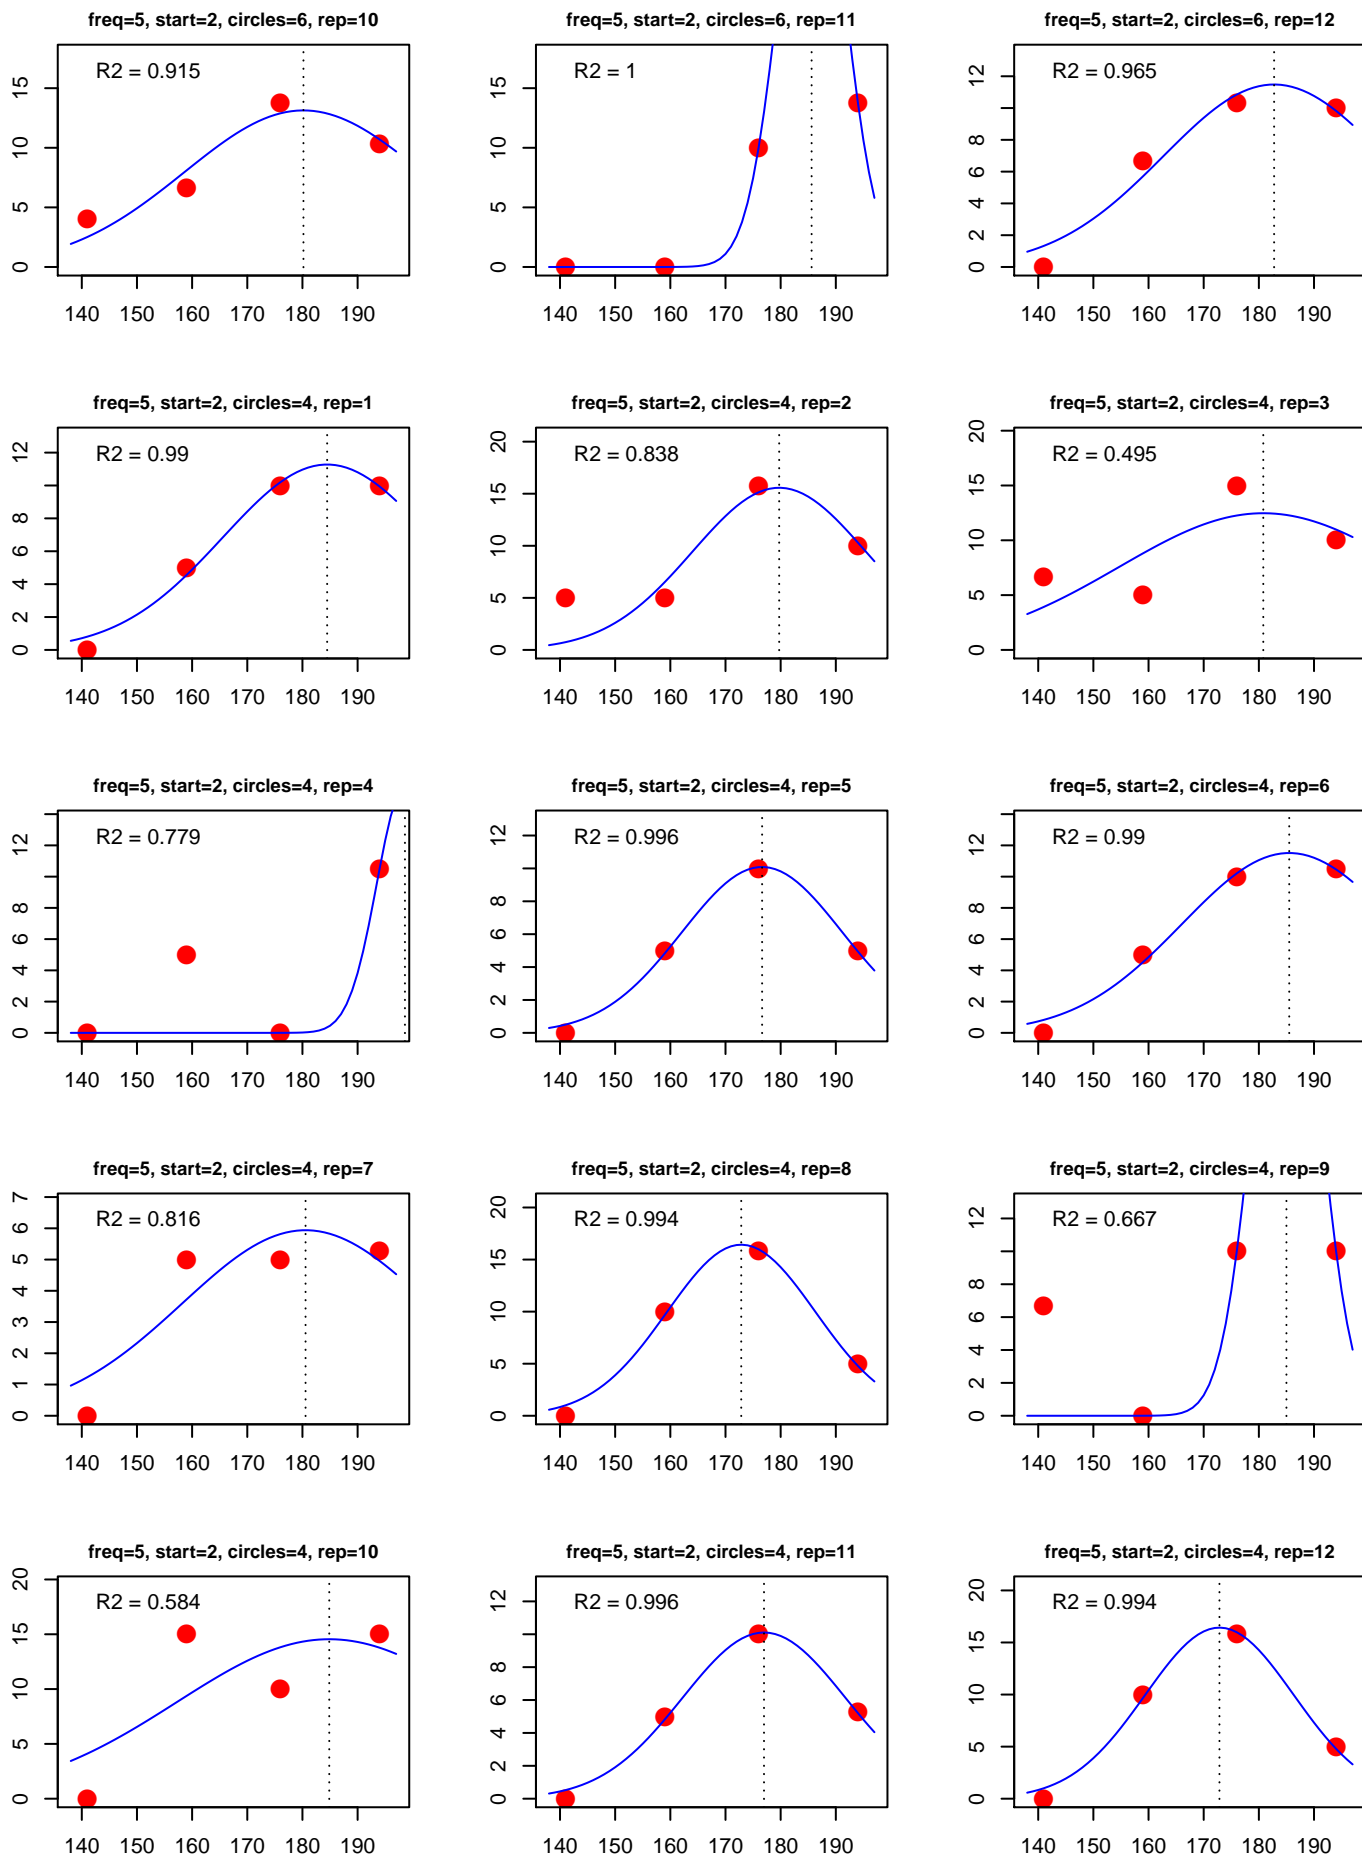 freq=5, start=2, circles=6, rep=10
R2 = 0.915
0 5 10 15
140 150 160 170 180 190
freq=5, start=2, circles=6, rep=11
R2 = 1
0 5 10 15
140 150 160 170 180 190
freq=5, start=2, circles=6, rep=12
R2 = 0.965
0 2 4 6 8 12
140 150 160 170 180 190
freq=5, start=2, circles=4, rep=1
R2 = 0.99
0 2 4 6 8 12
140 150 160 170 180 190
freq=5, start=2, circles=4, rep=2
R2 = 0.838
0 5 10 15 20
140 150 160 170 180 190
freq=5, start=2, circles=4, rep=3
R2 = 0.495
0 5 10 15 20
140 150 160 170 180 190
freq=5, start=2, circles=4, rep=4
R2 = 0.779
0 2 4 6 8 12
140 150 160 170 180 190
freq=5, start=2, circles=4, rep=5
R2 = 0.996
0 2 4 6 8 12
140 150 160 170 180 190
freq=5, start=2, circles=4, rep=6
R2 = 0.99
0 2 4 6 8 12
140 150 160 170 180 190
freq=5, start=2, circles=4, rep=7
R2 = 0.816
0 1 2 3 4 5 6 7
140 150 160 170 180 190
freq=5, start=2, circles=4, rep=8
R2 = 0.994
0 5 10 15 20
140 150 160 170 180 190
freq=5, start=2, circles=4, rep=9
R2 = 0.667
0 2 4 6 8 12
140 150 160 170 180 190
freq=5, start=2, circles=4, rep=10
R2 = 0.584
0 5 10 15 20
140 150 160 170 180 190
freq=5, start=2, circles=4, rep=11
R2 = 0.996
0 2 4 6 8 12
140 150 160 170 180 190
freq=5, start=2, circles=4, rep=12
R2 = 0.994
0 5 10 15 20
140 150 160 170 180 190